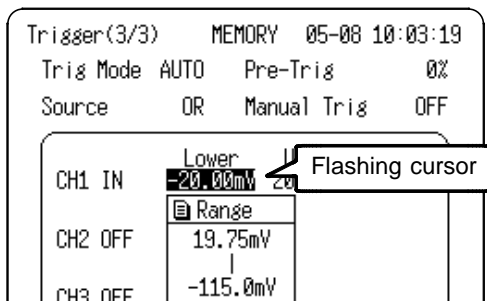 Trigger(3/3) MEMORY 05-08 10:03:19
Trig Mode AUTO Pre-Trig 0%
Source OR Manual Trig OFF
Lower
Flashing cursor
CH1 IN -20.00mV 20
Range
CH2 OFF 19.75mV
-115.0mV
CH3 OFF